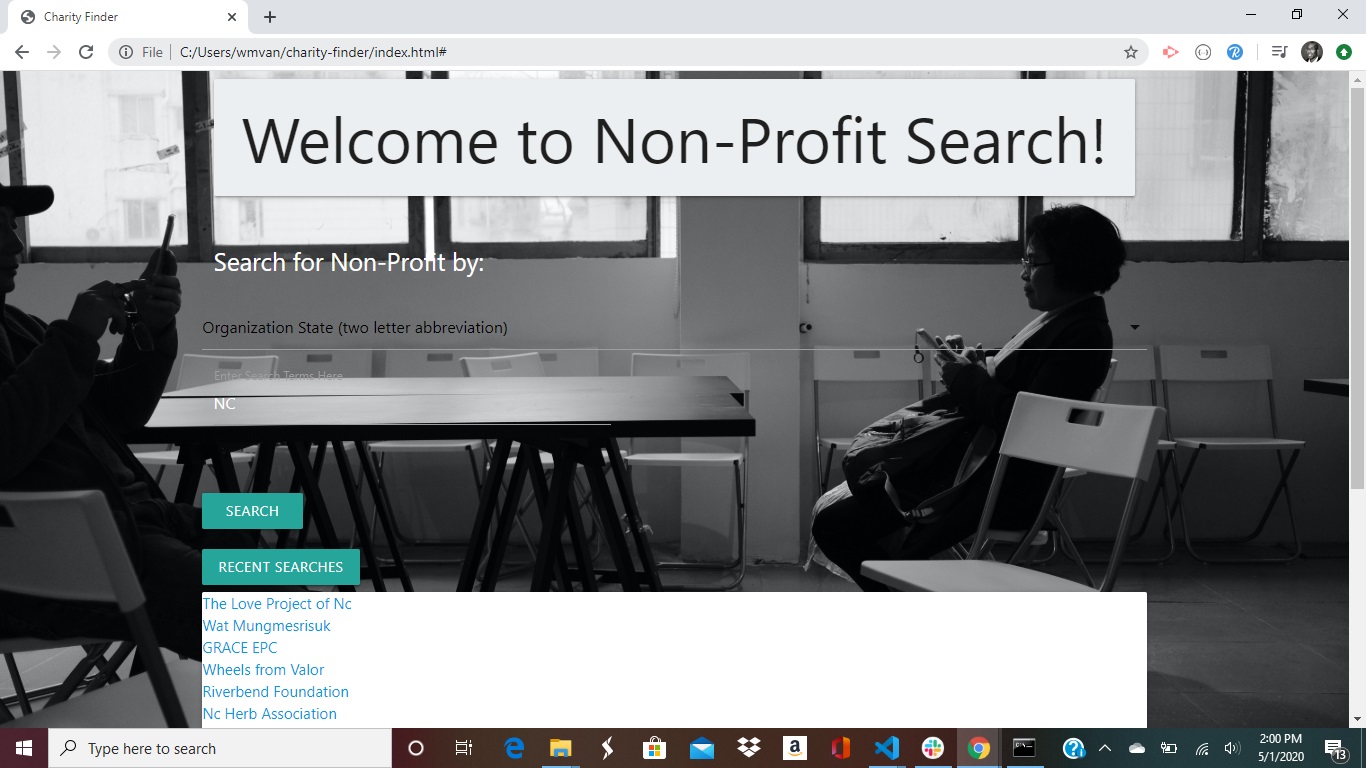 Charity Finder
File
C:/Users/wmvan/charity-finder/index.html#
Welcome to Non-Profit Search!
Search for Non-Profit by:
Organization State (two letter abbreviation)
Enter Search Terms Here
NC
SEARCH
RECENT SEARCHES
The Love Project of Nc
Wat Mungmesrisuk
GRACE EPC
Wheels from Valor
Riverbend Foundation
Nc Herb Association
Type here to search
2:00 PM
5/1/2020
13